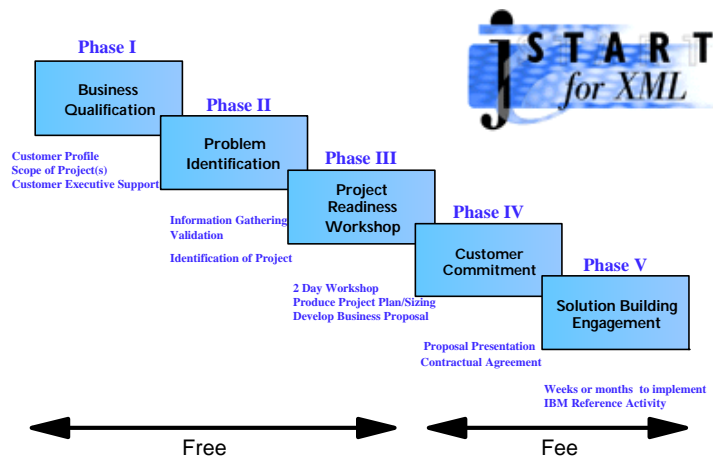 Phase I
Business
Qualification
Customer Profile
Scope of Project(s)
Customer Executive Support
Phase II
Problem
Identification
Information Gathering
Validation
Identification of Project
Phase III
Project
Readiness
Workshop
2 Day Workshop
Produce Project Plan/Sizing
Develop Business Proposal
Phase IV
Customer
Commitment
Proposal Presentation
Contractual Agreement
Phase V
Solution Building
Engagement
Weeks or months to implement
IBM Reference Activity
jSTART
for XML
Free
Fee